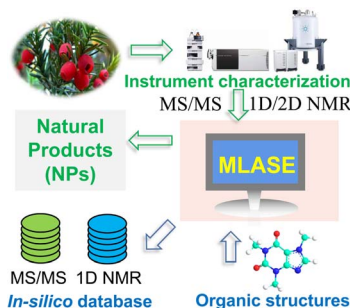 Instrument characterization
MS/MS 1D/2D NMR
Natural
Products
(NPs)
MLASE
MS/MS 1D NMR
In-silico database
Organic structures